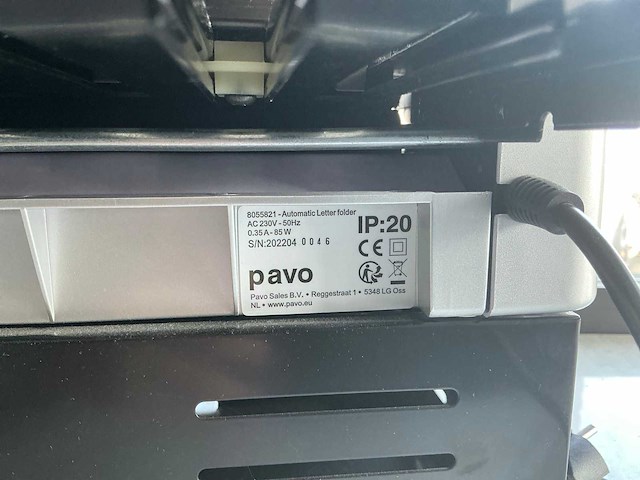 8055821 - Automatic Letter folder
AC 230V - 50Hz
0.35 A - 85 W
S/N:202204 0046
IP:20
CE
pavo
Pavo Sales B.V. • Reggestraat 1 • 5348 LG Oss
NL • www.pavo.eu